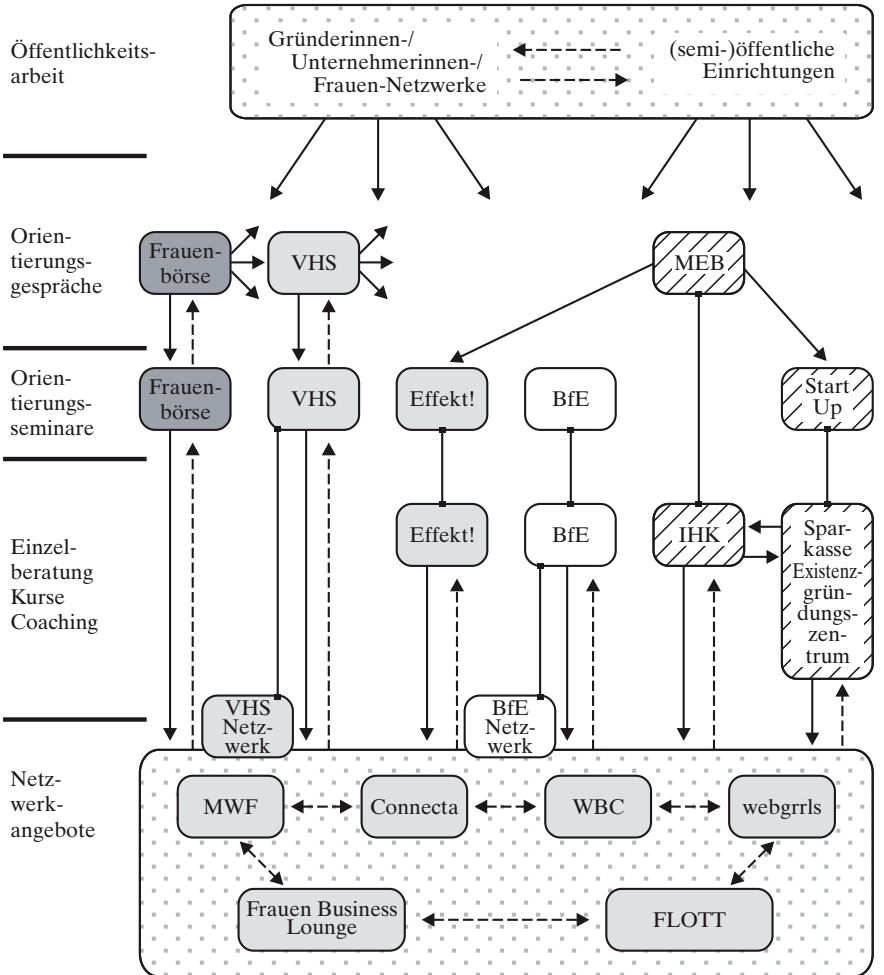 Öffentlichkeits-
arbeit
Gründerinnen-/
Unternehmerinnen-/
Frauen-Netzwerke
(semi-)öffentliche
Einrichtungen
Orien-
tierungs-
gespräche
Frauen-
börse
VHS
MEB
Orien-
tierungs-
seminare
Frauen-
börse
VHS
Effekt!
BfE
Start
Up
Einzel-
beratung
Kurse
Coaching
Effekt!
BfE
IHK
Spar-
kasse
Existenz-
grün-
dungs-
zen-
trum
VHS
Netz-
werk
BfE
Netz-
werk
Netz-
werk-
angebote
MWF
Connecta
WBC
webgrrls
Frauen Business
Lounge
FLOTT